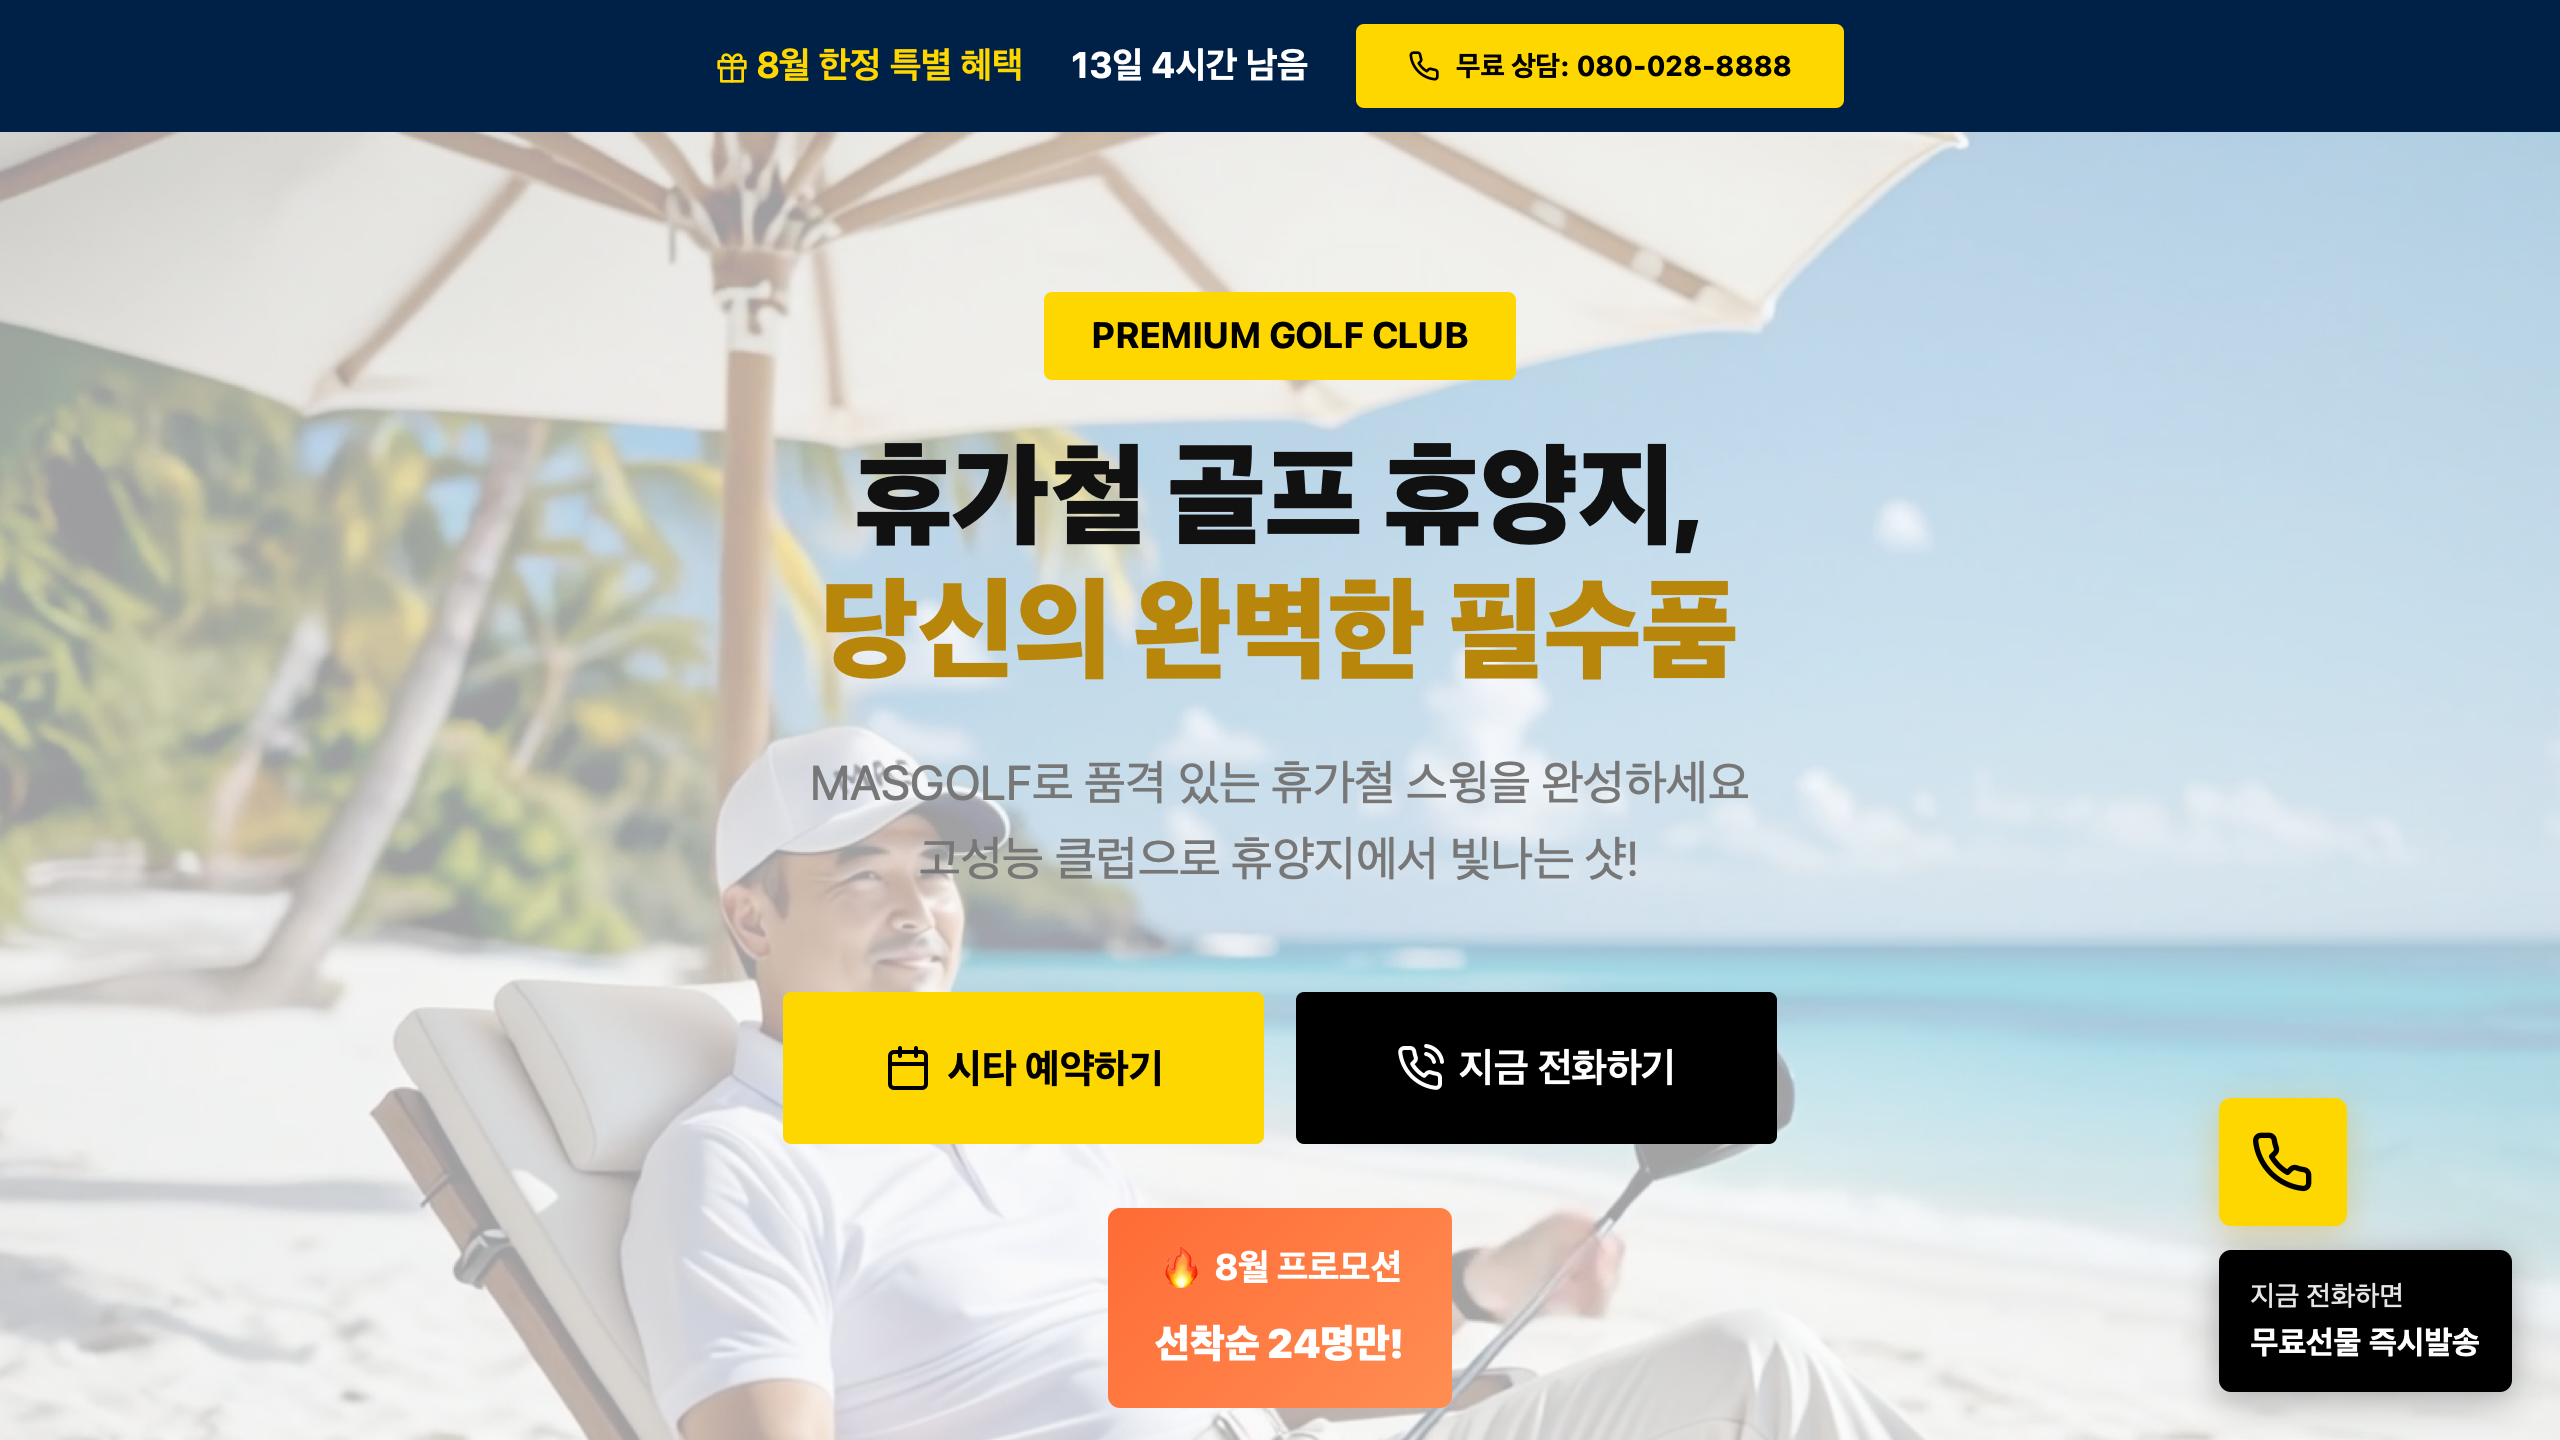 8월 한정 특별 혜택
13일 4시간 남음
무료 상담: 080-028-8888
PREMIUM GOLF CLUB
휴가철 골프 휴양지,
당신의 완벽한 필수품
MASGOLF로 품격 있는 휴가철 스윙을 완성하세요
고성능 클럽으로 휴양지에서 빛나는 샷!
시타 예약하기
지금 전화하기
8월 프로모션
선착순 24명만!
지금 전화하면
무료선물 즉시발송